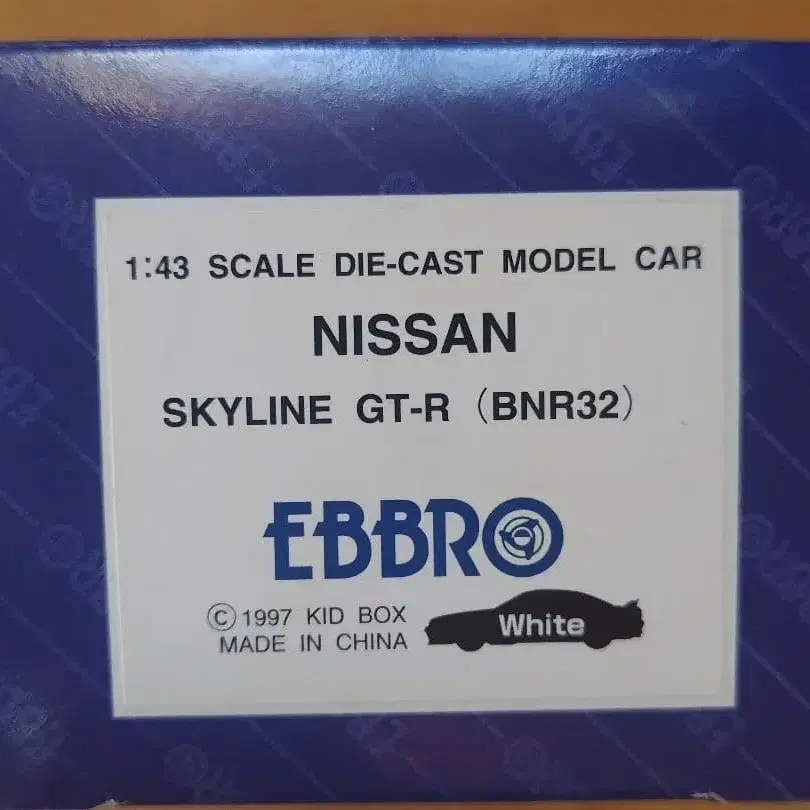 1:43 SCALE DIE-CAST MODEL CAR
NISSAN
SKYLINE GT-R (BNR32)
EBBRO
© 1997 KID BOX
MADE IN CHINA
White